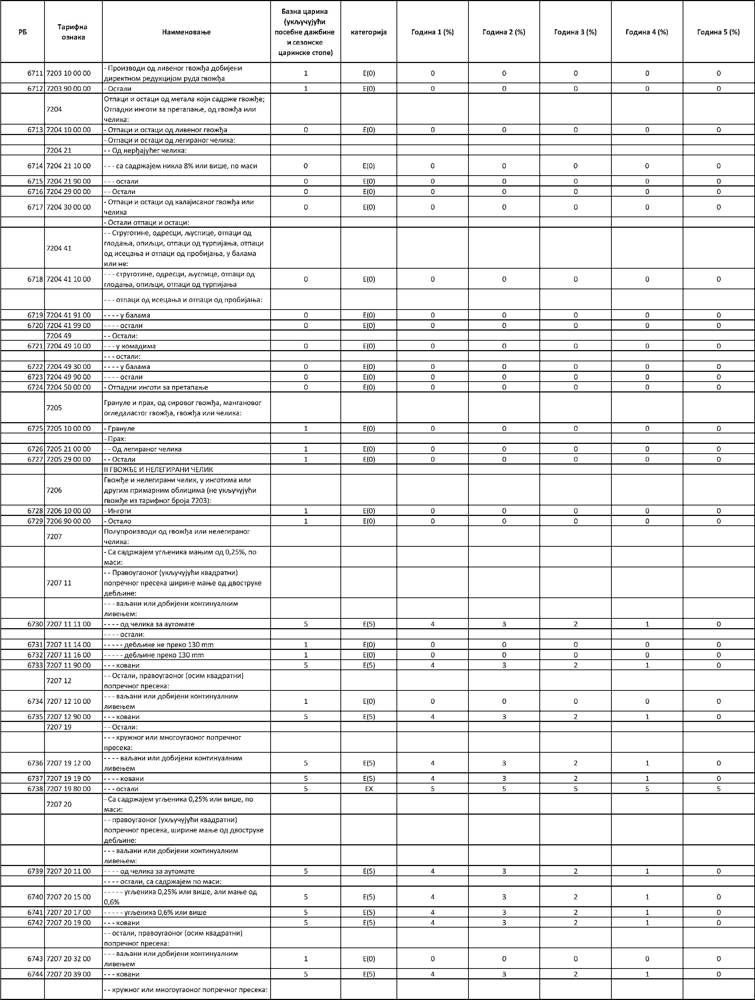 РБ Тарифна ознака Наименовање Базна царина (укључујући посебне дажбине и сезонске царинске стопе) категорија Година 1 (%) Година 2 (%) Година 3 (%) Година 4 (%) Година 5 (%)
6711 7203 10 00 00 - Производи од ливеног гвожђа добијени директном редукцијом руда гвожђа 1 E(0) 0 0 0 0 0
6712 7203 90 00 00 - Остали 1 E(0) 0 0 0 0 0
7204 Отпаци и остаци од метала који садрже гвожђе; Отпадни инготи за претапање, од гвожђа или челика:
6713 7204 10 00 00 - Отпаци и остаци од ливеног гвожђа 0 E(0) 0 0 0 0 0
- Отпаци и остаци од легираног челика:
7204 21 - - Од нерђајућег челика:
6714 7204 21 10 00 - - - са садржајем никла 8% или више, по маси 0 E(0) 0 0 0 0 0
6715 7204 21 90 00 - - - остали 0 E(0) 0 0 0 0 0
6716 7204 29 00 00 - - Остали 0 E(0) 0 0 0 0 0
6717 7204 30 00 00 - Отпаци и остаци од калајисаног гвожђа или челика 0 E(0) 0 0 0 0 0
- Остали отпаци и остаци:
7204 41 - - Струготине, одресци, љуспице, отпаци од глодања, опиљци, отпаци од турпијања, отпаци од исецања и отпаци од пробијања, у балама или не:
6718 7204 41 10 00 - - - струготине, одресци, љуспице, отпаци од глодања, опиљци, отпаци од турпијања 0 E(0) 0 0 0 0 0
- - - отпаци од исецања и отпаци од пробијања:
6719 7204 41 91 00 - - - - у балама 0 E(0) 0 0 0 0 0
6720 7204 41 99 00 - - - - остали 0 E(0) 0 0 0 0 0
7204 49 - - Остали:
6721 7204 49 10 00 - - - у комадима 0 E(0) 0 0 0 0 0
- - - остали:
6722 7204 49 30 00 - - - - у балама 0 E(0) 0 0 0 0 0
6723 7204 49 90 00 - - - - остали 0 E(0) 0 0 0 0 0
6724 7204 50 00 00 - Отпадни инготи за претапање 0 E(0) 0 0 0 0 0
7205 Грануле и прах, од сировог гвожђа, мангановог огледаластог гвожђа, гвожђа или челика:
6725 7205 10 00 00 - Грануле 1 E(0) 0 0 0 0 0
- Прах:
6726 7205 21 00 00 - - Од легираног челика 1 E(0) 0 0 0 0 0
6727 7205 29 00 00 - - Остали 1 E(0) 0 0 0 0 0
II ГВОЖЂЕ И НЕЛЕГИРАНИ ЧЕЛИК
7206 Гвожђе и нелегирани челик, у инготима или другим примарним облицима (не укључујући гвожђе из тарифног броја 7203):
6728 7206 10 00 00 - Инготи 1 E(0) 0 0 0 0 0
6729 7206 90 00 00 - Остало 1 E(0) 0 0 0 0 0
7207 Полупроизводи од гвожђа или нелегираног челика:
- Са садржајем угљеника мањим од 0,25%, по маси:
7207 11 - - Правоугаоног (укључујући квадратни) попречног пресека ширине мање од двоструке дебљине:
- - - ваљани или добијени континуалним ливењем:
6730 7207 11 11 00 - - - - од челика за аутомате 5 E(5) 4 3 2 1 0
- - - - остали:
6731 7207 11 14 00 - - - - - дебљине не преко 130 mm 1 E(0) 0 0 0 0 0
6732 7207 11 16 00 - - - - - дебљине преко 130 mm 1 E(0) 0 0 0 0 0
6733 7207 11 90 00 - - - ковани 5 E(5) 4 3 2 1 0
7207 12 - - Остали, правоугаоног (осим квадратни) попречног пресека:
6734 7207 12 10 00 - - - ваљани или добијени континуалним ливењем 1 E(0) 0 0 0 0 0
6735 7207 12 90 00 - - - ковани 5 E(5) 4 3 2 1 0
7207 19 - - Остали:
- - - кружног или многоугаоног попречног пресека:
6736 7207 19 12 00 - - - - ваљани или добијени континуалним ливењем 5 E(5) 4 3 2 1 0
6737 7207 19 19 00 - - - - ковани 5 E(5) 4 3 2 1 0
6738 7207 19 80 00 - - - остали 5 EX 5 5 5 5 5
7207 20 - Са садржајем угљеника 0,25% или више, по маси:
- - правоугаоног (укључујући квадратни) попречног пресека, ширине мање од двоструке дебљине:
- - - ваљани или добијени континуалним ливењем:
6739 7207 20 11 00 - - - - од челика за аутомате 5 E(5) 4 3 2 1 0
- - - - остали, са садржајем по маси:
6740 7207 20 15 00 - - - - - угљеника 0,25% или више, али мање од 0,6% 5 E(5) 4 3 2 1 0
6741 7207 20 17 00 - - - - - угљеника 0,6% или више 5 E(5) 4 3 2 1 0
6742 7207 20 19 00 - - - ковани 5 E(5) 4 3 2 1 0
- - остали, правоугаоног (осим квадратни) попречног пресека:
6743 7207 20 32 00 - - - ваљани или добијени континуалним ливењем 1 E(0) 0 0 0 0 0
6744 7207 20 39 00 - - - ковани 5 E(5) 4 3 2 1 0
- - кружног или многоугаоног попречног пресека: